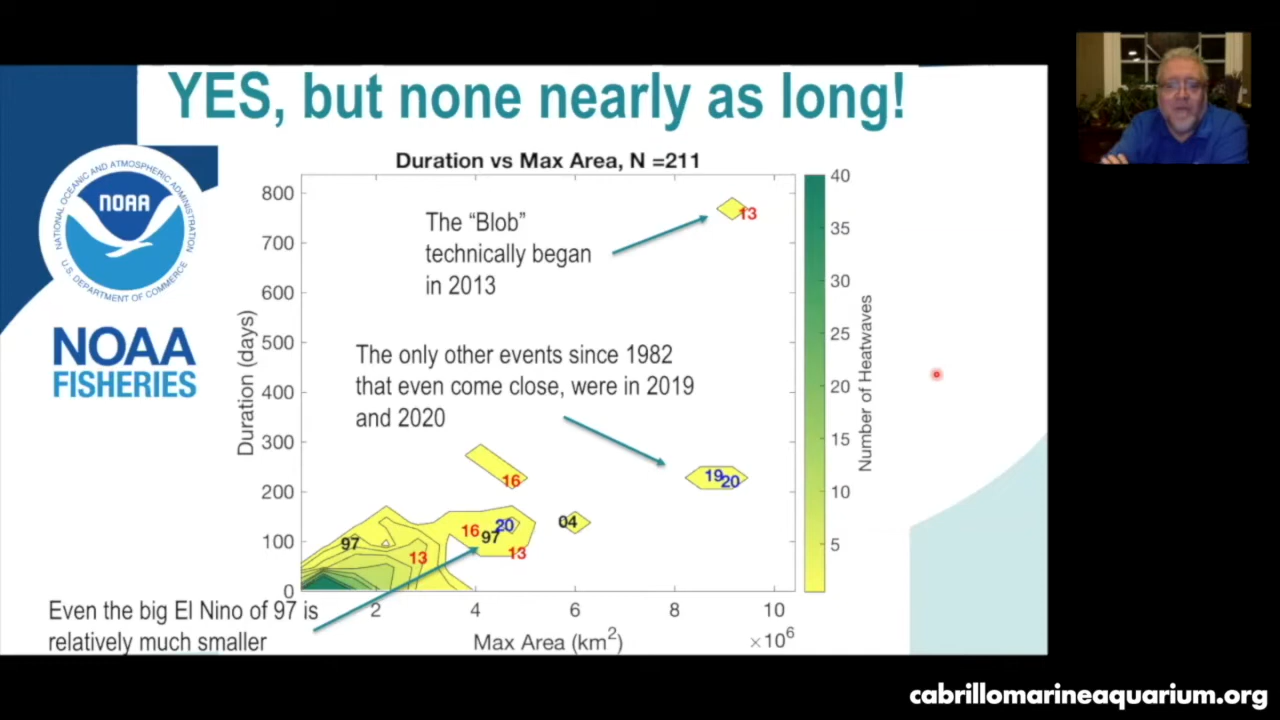 YES, but none nearly as long!
NATIONAL OCEANIC AND ATMOSPHERIC ADMINISTRATION
NOAA
U.S. DEPARTMENT OF COMMERCE
NOAA
FISHERIES
Duration vs Max Area, N =211
Duration (days)
800
700
600
500
400
300
200
100
0
The "Blob"
technically began
in 2013
13
The only other events since 1982
that even come close, were in 2019
and 2020
16
19
20
97
13
16
97
20
13
04
2
4
6
8
10
Max Area (km2)
×10^6
40
35
30
25
20
15
10
5
Number of Heatwaves
Even the big El Nino of 97 is
relatively much smaller
cabrillomarineaquarium.org